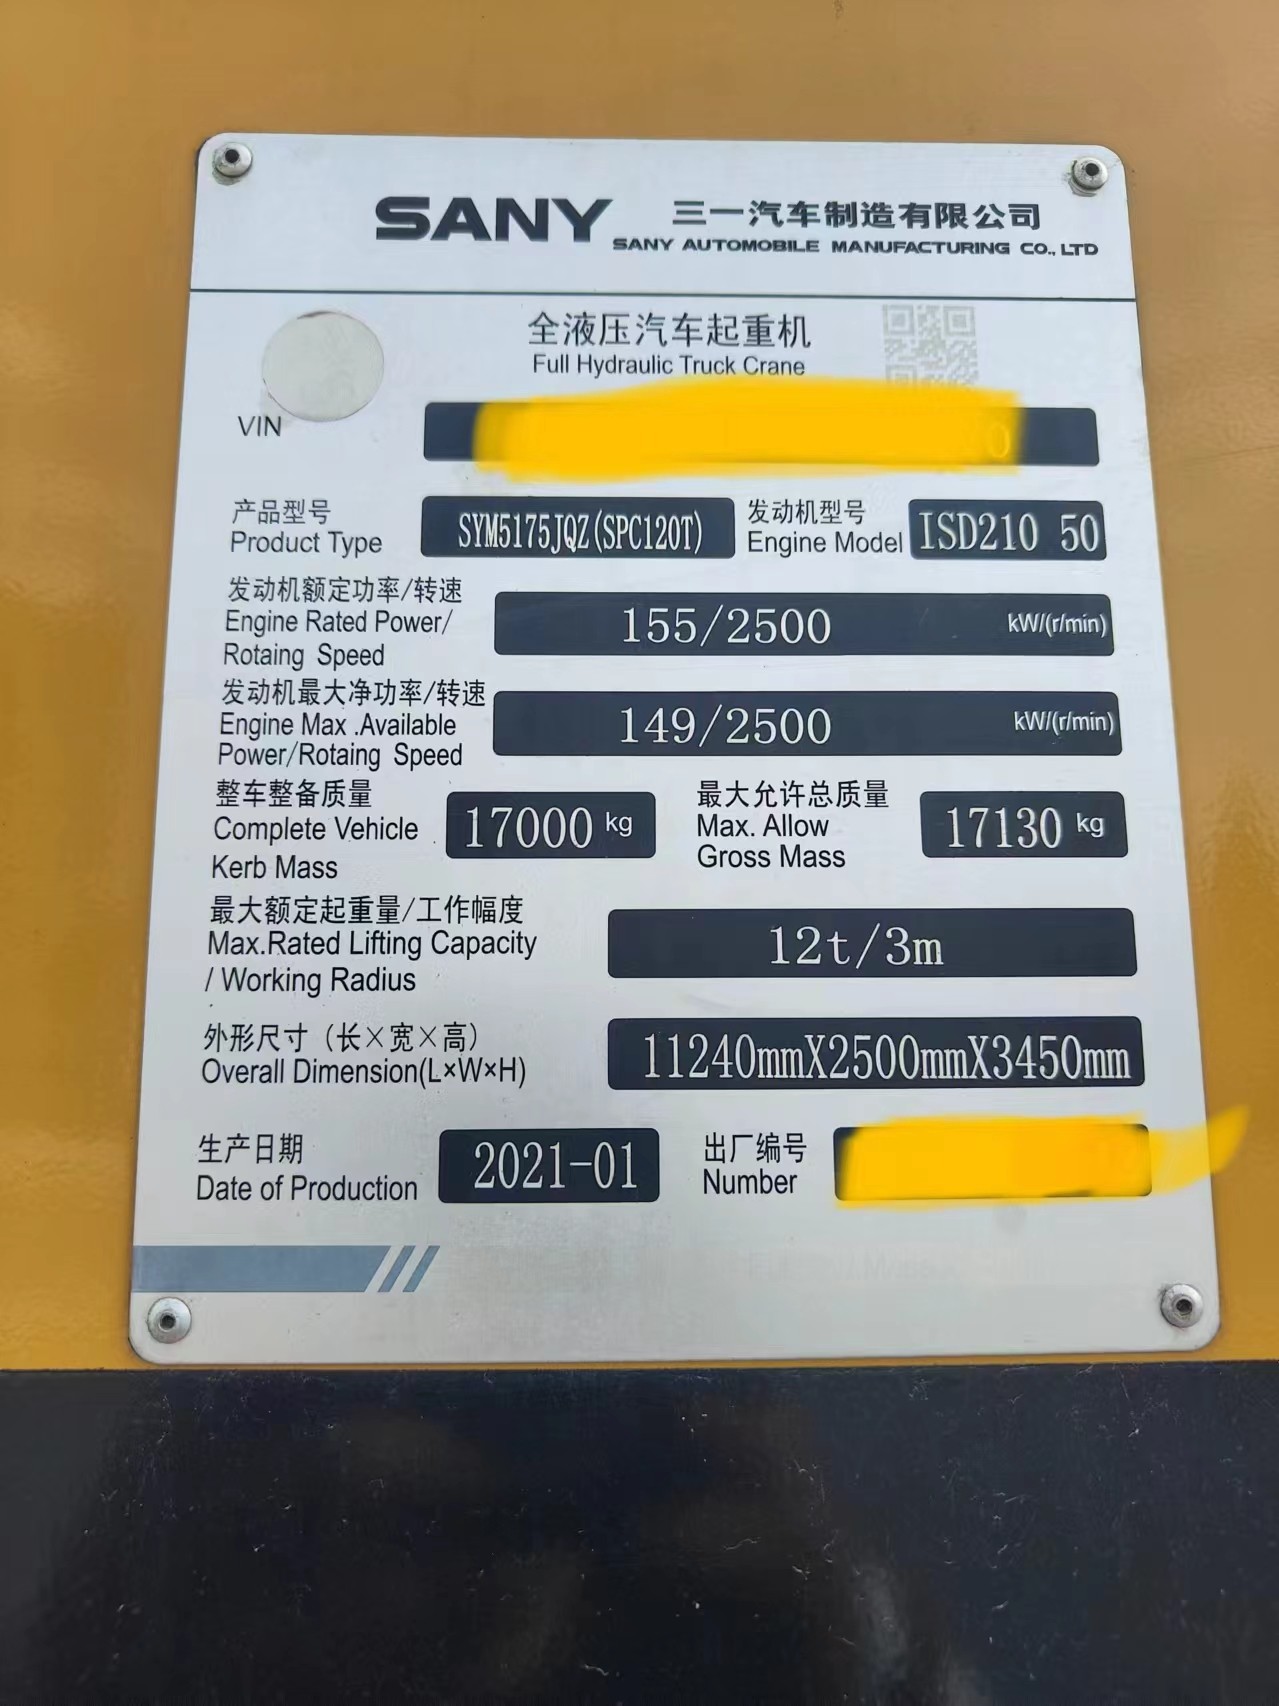 SANY 三一汽车制造有限公司
SANY AUTOMOBILE MANUFACTURING CO., LTD
全液压汽车起重机
Full Hydraulic Truck Crane
VIN
产品型号
Product Type
SYM5175JQZ(SPC120T)
发动机型号
Engine Model
ISD210 50
发动机额定功率/转速
Engine Rated Power/
Rotaing Speed
155/2500 kW/(r/min)
发动机最大净功率/转速
Engine Max .Available
Power/Rotaing Speed
149/2500 kW/(r/min)
整车整备质量
Complete Vehicle
Kerb Mass
17000 kg
最大允许总质量
Max. Allow
Gross Mass
17130 kg
最大额定起重量/工作幅度
Max.Rated Lifting Capacity
/ Working Radius
12t/3m
外形尺寸（长×宽×高）
Overall Dimension(L×W×H)
11240mmX2500mmX3450mm
生产日期
Date of Production
2021-01
出厂编号
Number